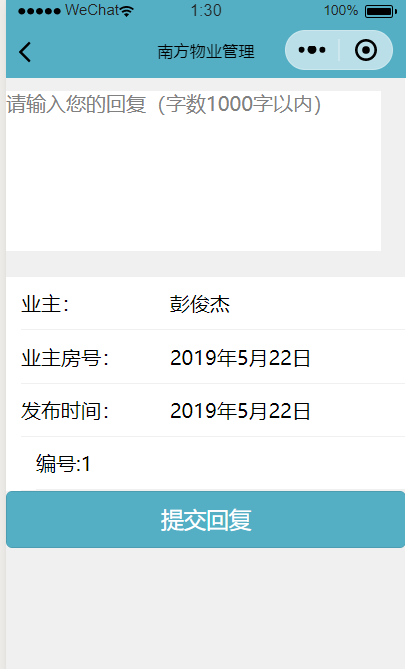 WeChat 1:30 100%
南方物业管理
请输入您的回复（字数1000字以内）
业主： 彭俊杰
业主房号： 2019年5月22日
发布时间： 2019年5月22日
编号:1
提交回复